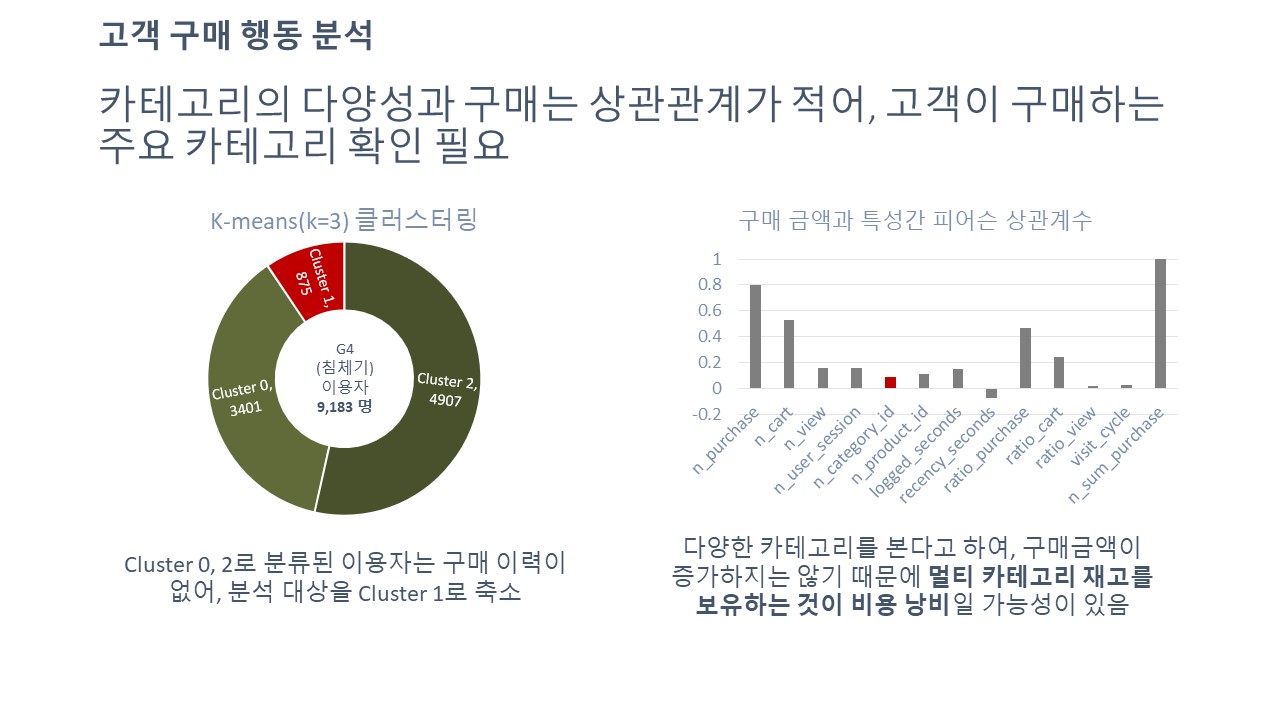 고객 구매 행동 분석
카테고리의 다양성과 구매는 상관관계가 적어, 고객이 구매하는
주요 카테고리 확인 필요
K-means(k=3) 클러스터링
Cluster 1,
875
Cluster 0,
3401
Cluster 2,
4907
G4
(침체기)
이용자
9,183 명
Cluster 0, 2로 분류된 이용자는 구매 이력이
없어, 분석 대상을 Cluster 1로 축소
구매 금액과 특성간 피어슨 상관계수
1
0.8
0.6
0.4
0.2
0
-0.2
n_purchase
n_cart
n_view
n_user_session
n_category_id
n_product_id
logged_seconds
recency_seconds
ratio_purchase
ratio_cart
ratio_view
visit_cycle
n_sum_purchase
다양한 카테고리를 본다고 하여, 구매금액이
증가하지는 않기 때문에 멀티 카테고리 재고를
보유하는 것이 비용 낭비일 가능성이 있음